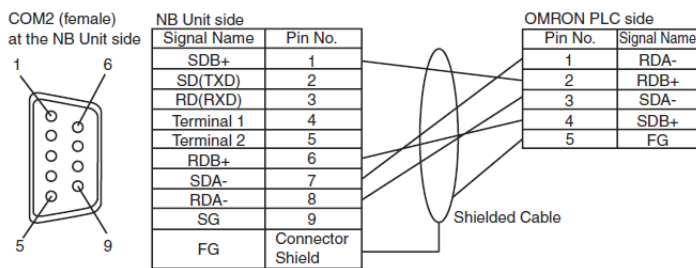 COM2 (female)
at the NB Unit side
1
6
5
9
NB Unit side
Signal Name Pin No.
SDB+ 1
SD(TXD) 2
RD(RXD) 3
Terminal 1 4
Terminal 2 5
RDB+ 6
SDA- 7
RDA- 8
SG 9
FG Connector
Shield
Shielded Cable
OMRON PLC side
Pin No. Signal Name
1 RDA-
2 RDB+
3 SDA-
4 SDB+
5 FG